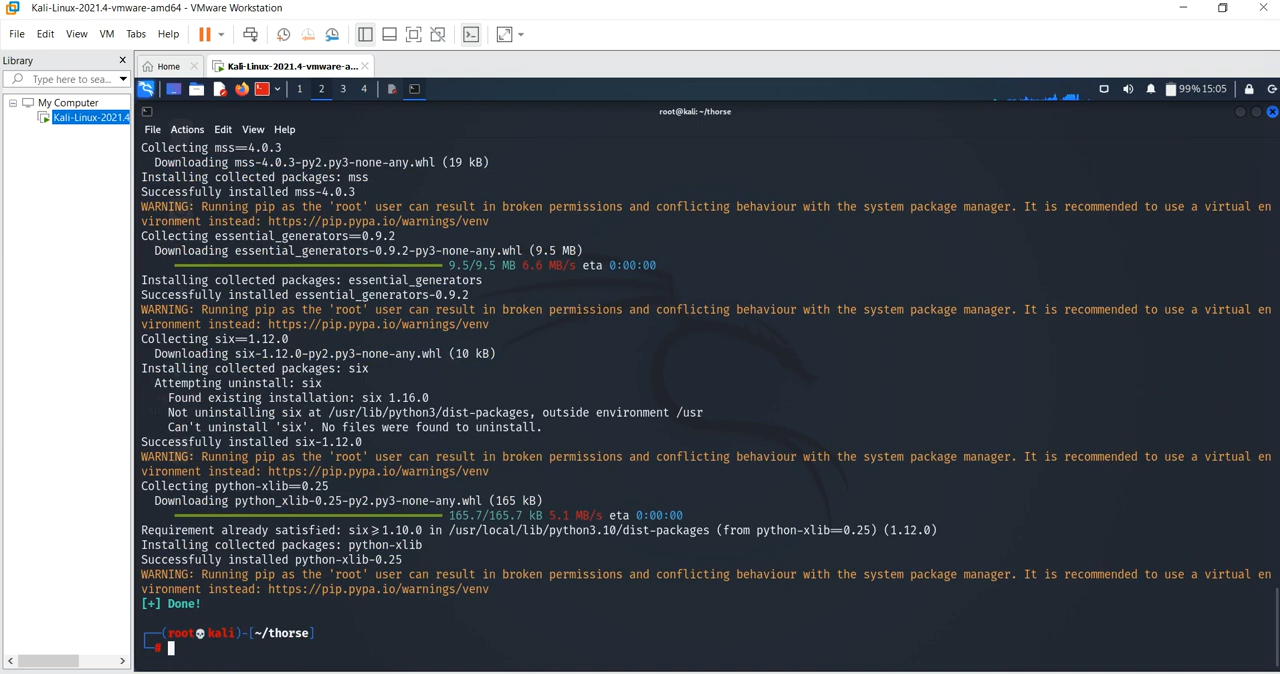 Kali-Linux-2021.4-vmware-amd64 - VMware Workstation
File Edit View VM Tabs Help
Library
Home Kali-Linux-2021.4-vmware-a...
Type here to sea...
1 2 3 4 99% 15:05
My Computer
Kali-Linux-2021.4
root@kali: ~/thorse
File Actions Edit View Help
Collecting mss==4.0.3
Downloading mss-4.0.3-py2.py3-none-any.whl (19 kB)
Installing collected packages: mss
Successfully installed mss-4.0.3
WARNING: Running pip as the 'root' user can result in broken permissions and conflicting behaviour with the system package manager. It is recommended to use a virtual en
vironment instead: https://pip.pypa.io/warnings/venv
Collecting essential_generators==0.9.2
Downloading essential_generators-0.9.2-py3-none-any.whl (9.5 MB)
9.5/9.5 MB 6.6 MB/s eta 0:00:00
Installing collected packages: essential_generators
Successfully installed essential_generators-0.9.2
WARNING: Running pip as the 'root' user can result in broken permissions and conflicting behaviour with the system package manager. It is recommended to use a virtual en
vironment instead: https://pip.pypa.io/warnings/venv
Collecting six==1.12.0
Downloading six-1.12.0-py2.py3-none-any.whl (10 kB)
Installing collected packages: six
Attempting uninstall: six
Found existing installation: six 1.16.0
Not uninstalling six at /usr/lib/python3/dist-packages, outside environment /usr
Can't uninstall 'six'. No files were found to uninstall.
Successfully installed six-1.12.0
WARNING: Running pip as the 'root' user can result in broken permissions and conflicting behaviour with the system package manager. It is recommended to use a virtual en
vironment instead: https://pip.pypa.io/warnings/venv
Collecting python-xlib==0.25
Downloading python_xlib-0.25-py2.py3-none-any.whl (165 kB)
165.7/165.7 kB 5.1 MB/s eta 0:00:00
Requirement already satisfied: six>=1.10.0 in /usr/local/lib/python3.10/dist-packages (from python-xlib==0.25) (1.12.0)
Installing collected packages: python-xlib
Successfully installed python-xlib-0.25
WARNING: Running pip as the 'root' user can result in broken permissions and conflicting behaviour with the system package manager. It is recommended to use a virtual en
vironment instead: https://pip.pypa.io/warnings/venv
[+] Done!
┌──(root💀kali)-[~/thorse]
└─#